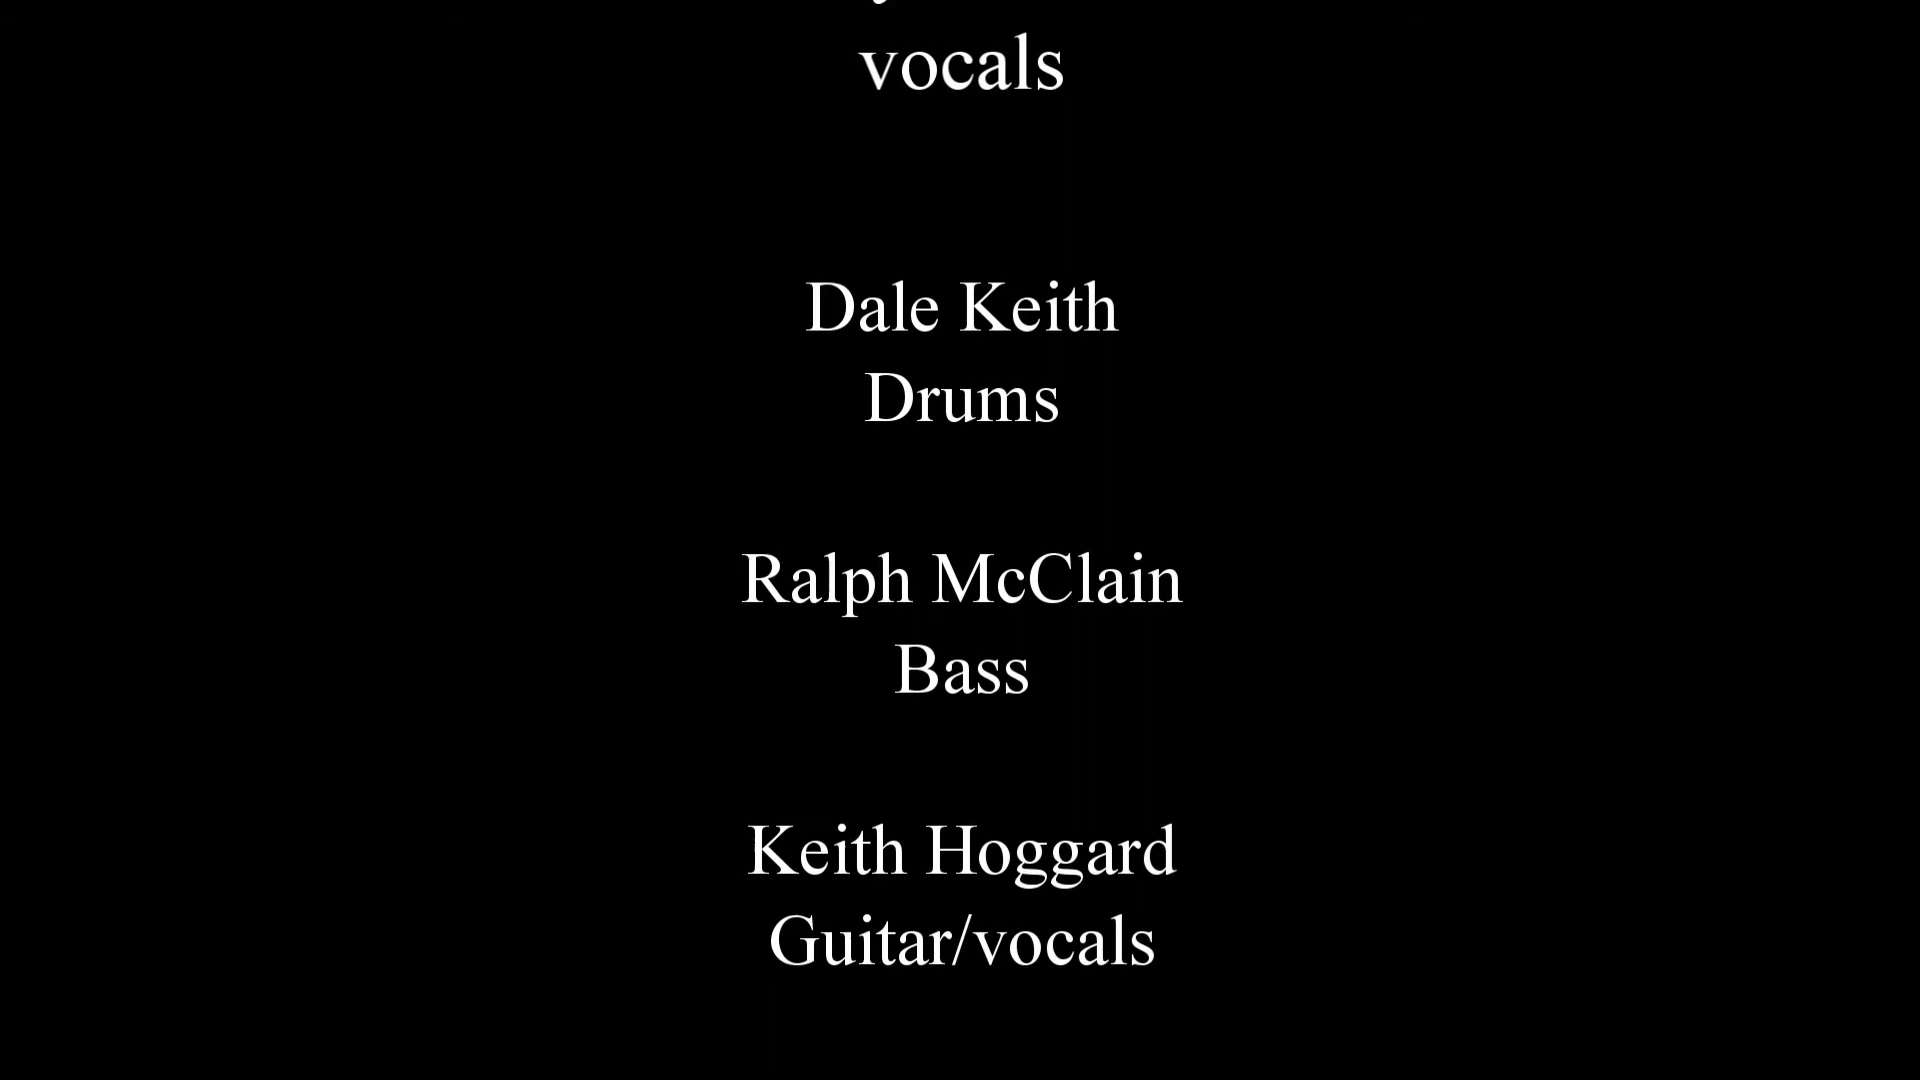 vocals
Dale Keith
Drums
Ralph McClain
Bass
Keith Hoggard
Guitar/vocals